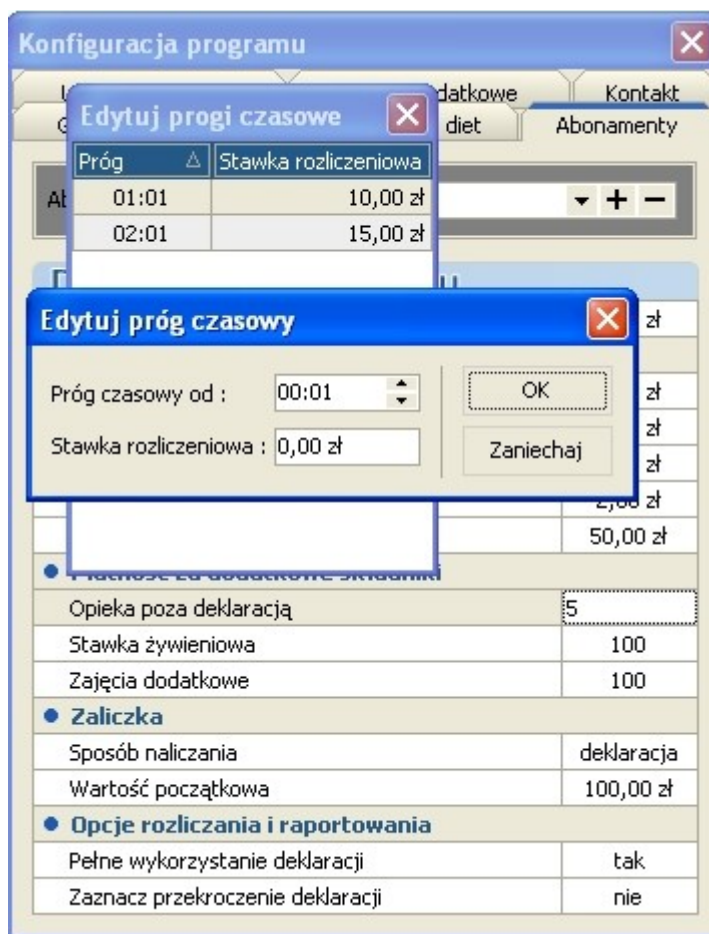 Konfiguracja programu
datkowe Kontakt
diet Abonamenty
Edytuj progi czasowe
Próg Stawka rozliczeniowa
01:01 10,00 zł
02:01 15,00 zł
Edytuj próg czasowy
Próg czasowy od : 00:01
Stawka rozliczeniowa : 0,00 zł
OK
Zaniechaj
zł
zł
zł
zł
2,00 zł
50,00 zł
Opieka poza deklaracją 5
Stawka żywieniowa 100
Zajęcia dodatkowe 100
Zaliczka
Sposób naliczania deklaracja
Wartość początkowa 100,00 zł
Opcje rozliczania i raportowania
Pełne wykorzystanie deklaracji tak
Zaznacz przekroczenie deklaracji nie